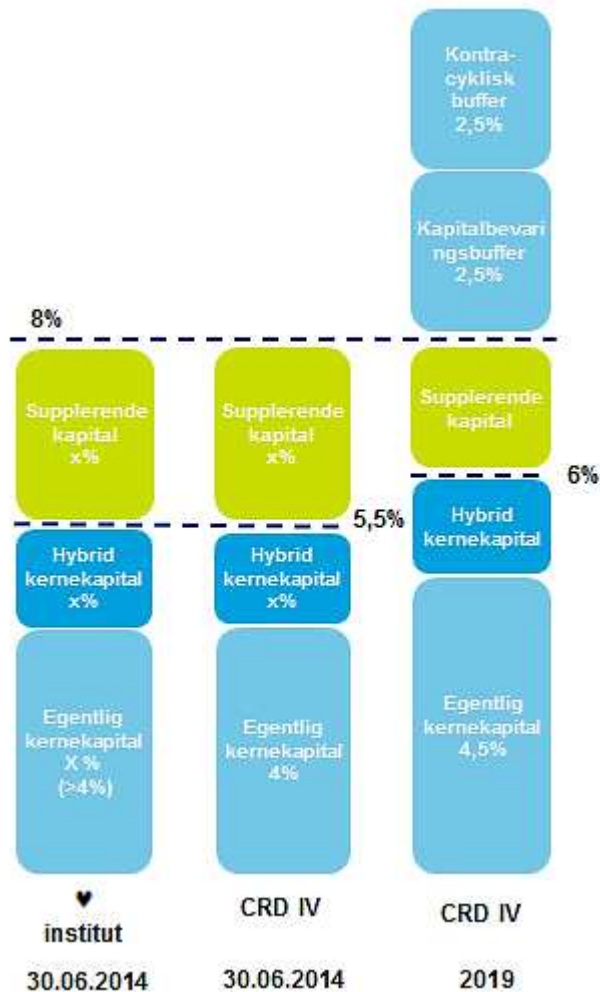 Kontra-
cyklisk
buffer
2,5%
Kapitalbevari
ngsbuffer
2,5%
8%
Supplerende
kapital
x%
Supplerende
kapital
x%
Supplerende
kapital
6%
5,5%
Hybrid
kernekapital
x%
Hybrid
kernekapital
x%
Hybrid
kernekapital
Egentlig
kernekapital
X %
(>4%)
Egentlig
kernekapital
4%
Egentlig
kernekapital
4,5%
♥
institut
30.06.2014
CRD IV
30.06.2014
CRD IV
2019